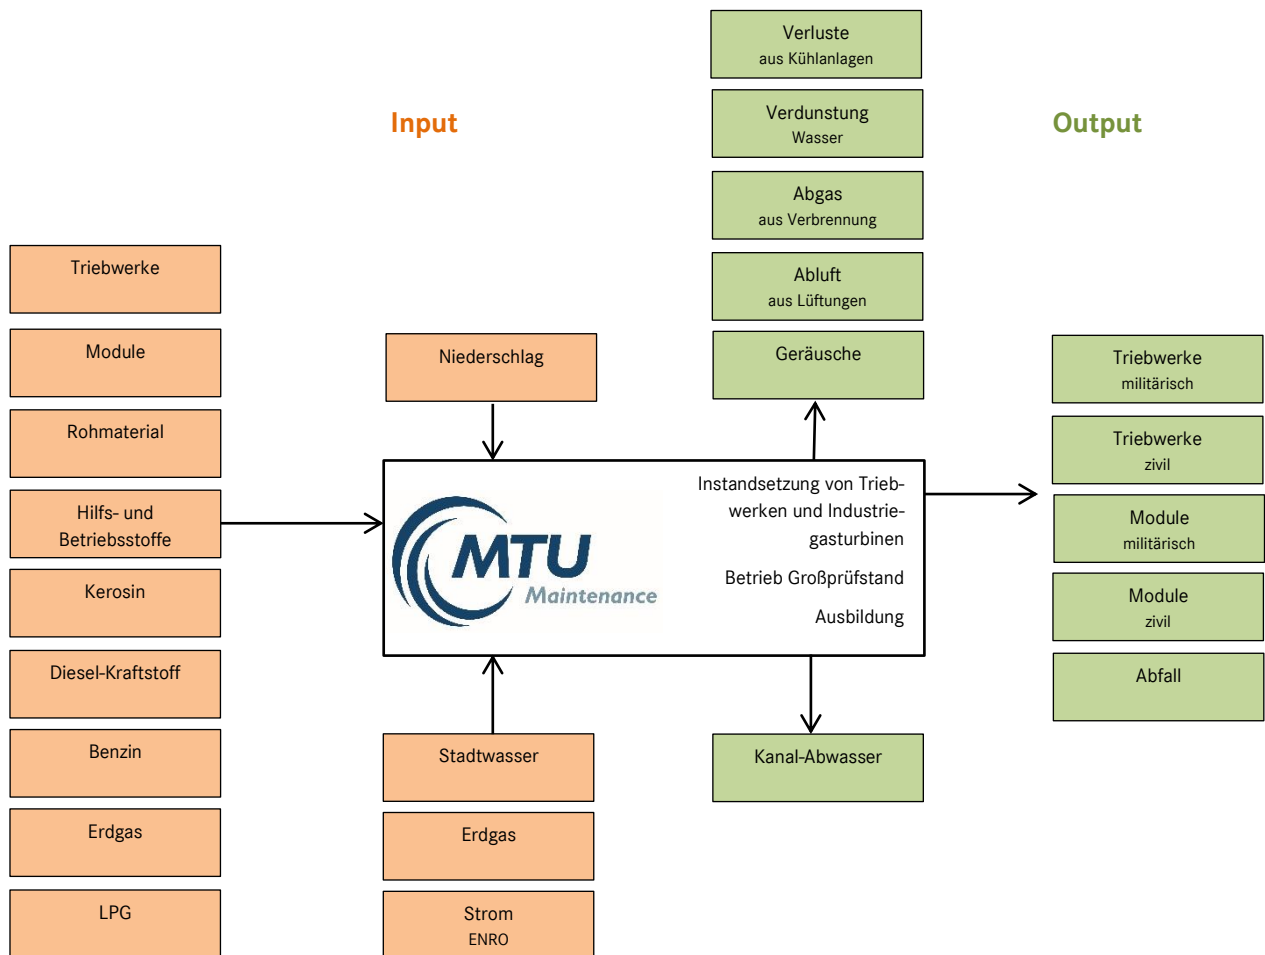 Input
Output
Triebwerke
Module
Rohmaterial
Hilfs- und
Betriebsstoffe
Kerosin
Diesel-Kraftstoff
Benzin
Erdgas
LPG
Niederschlag
MTU
Maintenance
Instandsetzung von Trieb-
werken und Industrie-
gasturbinen
Betrieb Großprüfstand
Ausbildung
Stadtwasser
Erdgas
Strom
ENRO
Verluste
aus Kühlanlagen
Verdunstung
Wasser
Abgas
aus Verbrennung
Abluft
aus Lüftungen
Geräusche
Kanal-Abwasser
Triebwerke
militärisch
Triebwerke
zivil
Module
militärisch
Module
zivil
Abfall